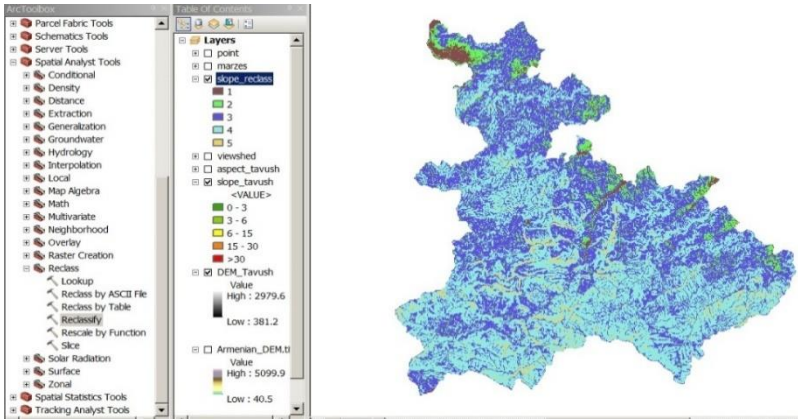 ArcToolbox
Parcel Fabric Tools
Schematics Tools
Server Tools
Spatial Analyst Tools
Conditional
Density
Distance
Extraction
Generalization
Groundwater
Hydrology
Interpolation
Local
Map Algebra
Math
Multivariate
Neighborhood
Overlay
Raster Creation
Reclass
Lookup
Reclass by ASCII File
Reclass by Table
Reclassify
Rescale by Function
Slice
Solar Radiation
Surface
Zonal
Spatial Statistics Tools
Tracking Analyst Tools
Table Of Contents
Layers
point
marzes
slope_reclass
1
2
3
4
5
viewshed
aspect_tavush
slope_tavush
<VALUE>
0 - 3
3 - 6
6 - 15
15 - 30
>30
DEM_Tavush
Value
High : 2979.6
Low : 381.2
Armenian_DEM.ti
Value
High : 5099.9
Low : 40.5